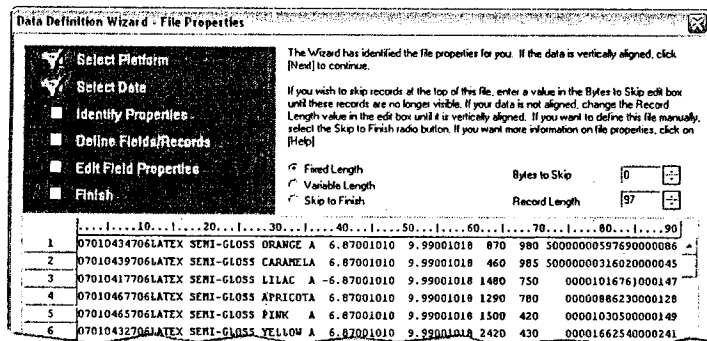 Data Definition Wizard - File Properties
Select Platform
Select Data
Identify Properties
Define Fields/Records
Edit Field Properties
Finish
The Wizard has identified the file properties for you. If the data is vertically aligned, click
[Next] to continue.
If you wish to skip records at the top of this file, enter a value in the Bytes to Skip edit box
until these records are no longer visible. If your data is not aligned, change the Record
Length value in the edit box until it is vertically aligned. If you want to define this file manually,
select the Skip to Finish radio button. If you want more information on file properties, click on
[Help]
Fixed Length
Variable Length
Skip to Finish
Bytes to Skip 0
Record Length 97
....|....10...|....20...|....30...|....40...|....50...|....60...|....70...|....80...|....90
1 07010434706LATEX SEMI-GLOSS ORANGE A 6.87001010 9.99001018 870 980 5000000059769000086
2 07010439706LATEX SEMI-GLOSS CARAMELA 6.87001010 9.99001018 460 985 5000000031602000045
3 07010417706LATEX SEMI-GLOSS LILAC A -6.87001010 9.99001018 1480 750 0000101676}000147
4 07010467706LATEX SEMI-GLOSS APRICOTA 6.87001010 9.99001018 1290 780 00000886230000128
5 07010465706LATEX SEMI-GLOSS PINK A 6.87001010 9.99001018 1500 420 00001030500000149
6 07010432706LATEX SEMI-GLOSS YELLOW A 6.87001010 9.99001018 2420 430 00001662540000241